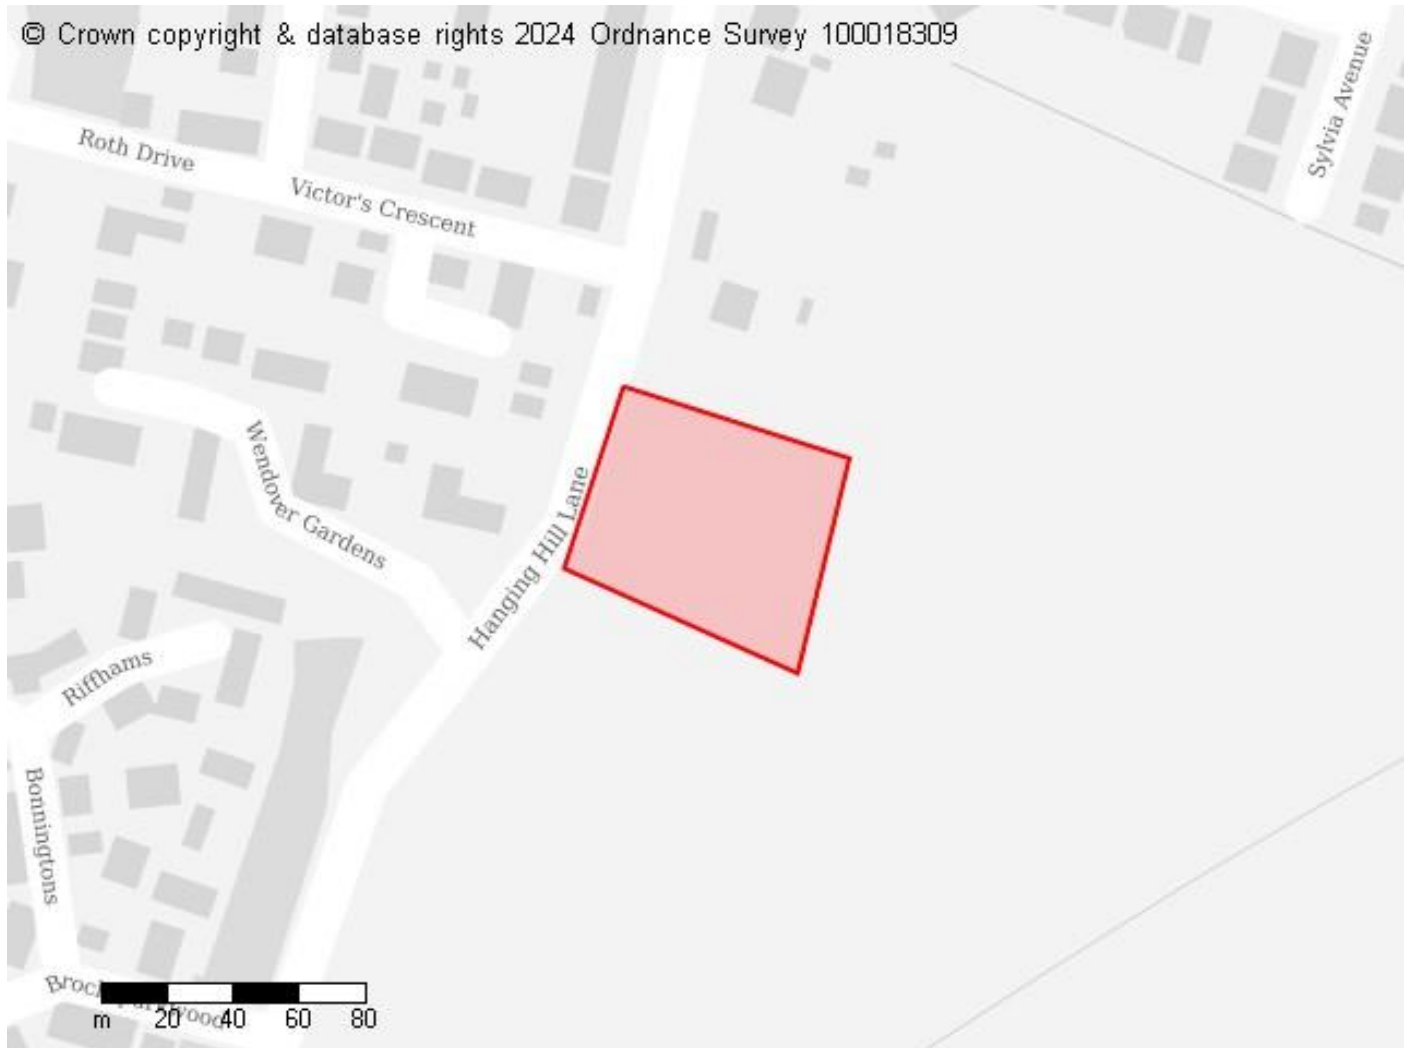 © Crown copyright & database rights 2024 Ordnance Survey 100018309
Sylvia Avenue
Roth Drive
Victor's Crescent
Wendover Gardens
Hanging Hill Lane
Riffhams
Bonningtons
m 20 40 60 80